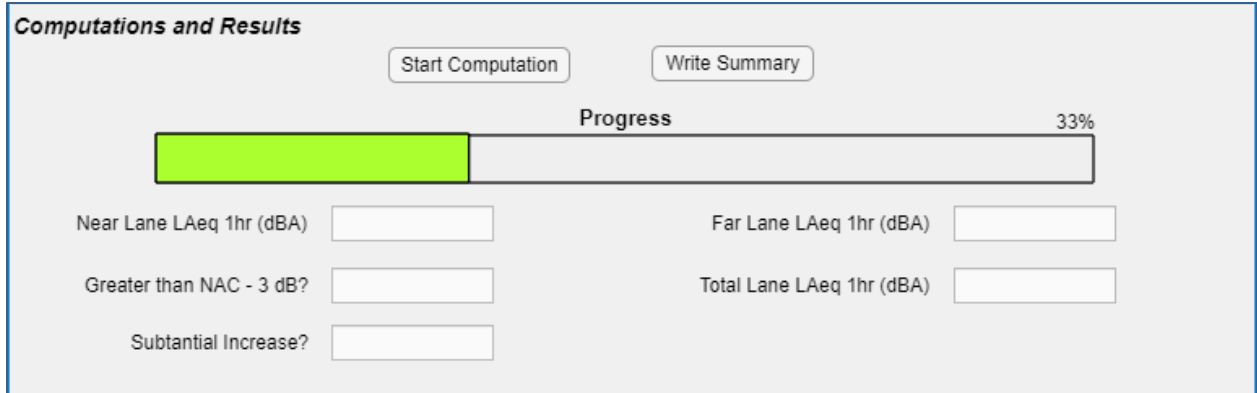 Computations and Results
Start Computation Write Summary
Progress 33%
Near Lane LAeq 1hr (dBA) Far Lane LAeq 1hr (dBA)
Greater than NAC - 3 dB? Total Lane LAeq 1hr (dBA)
Subtantial Increase?